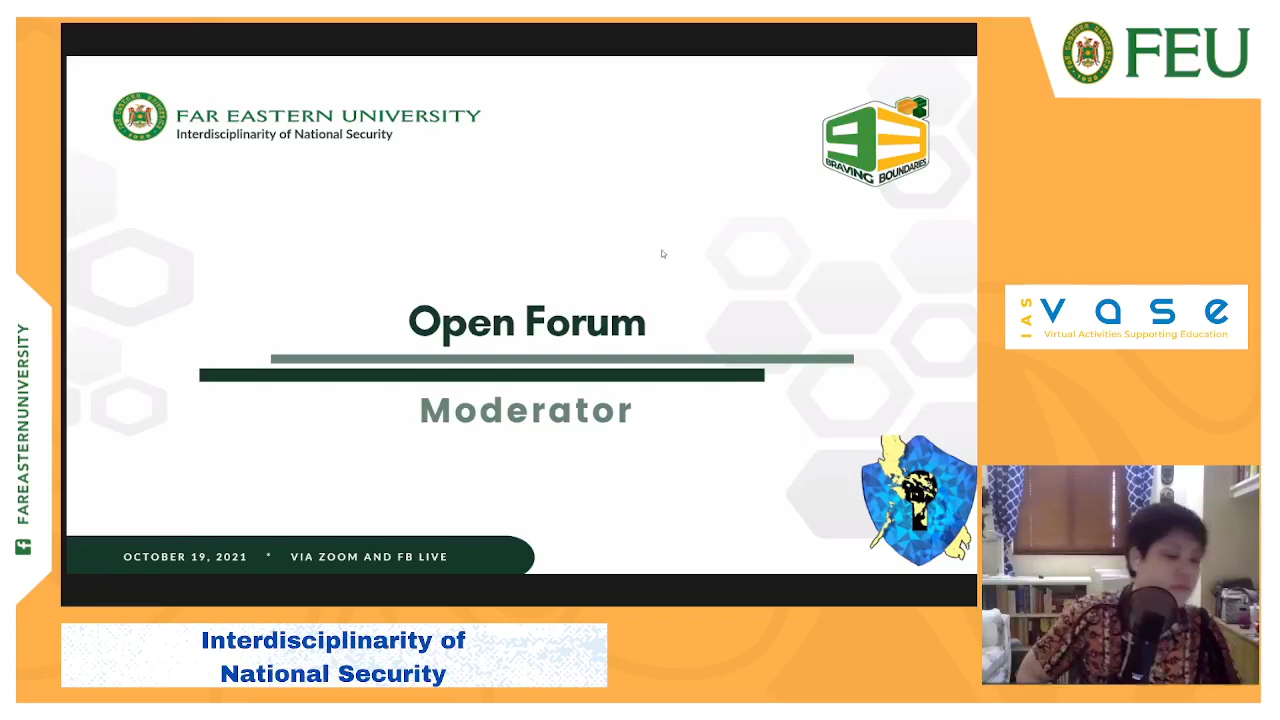 FEU
FAR EASTERN UNIVERSITY
Interdisciplinarity of National Security
93
BRAVING BOUNDARIES
Open Forum
Moderator
IAS
vase
Virtual Activities Supporting Education
FAREASTERNUNIVERSITY
OCTOBER 19, 2021 * VIA ZOOM AND FB LIVE
Interdisciplinarity of
National Security